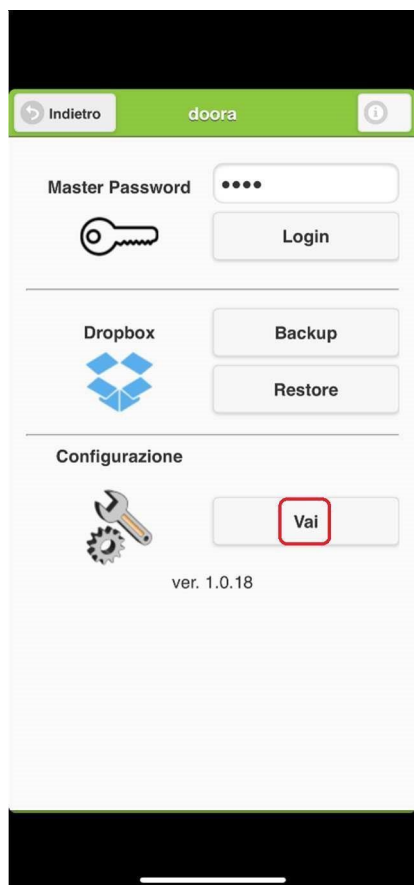 Indietro
doora
Master Password
••••
Login
Dropbox
Backup
Restore
Configurazione
Vai
ver. 1.0.18